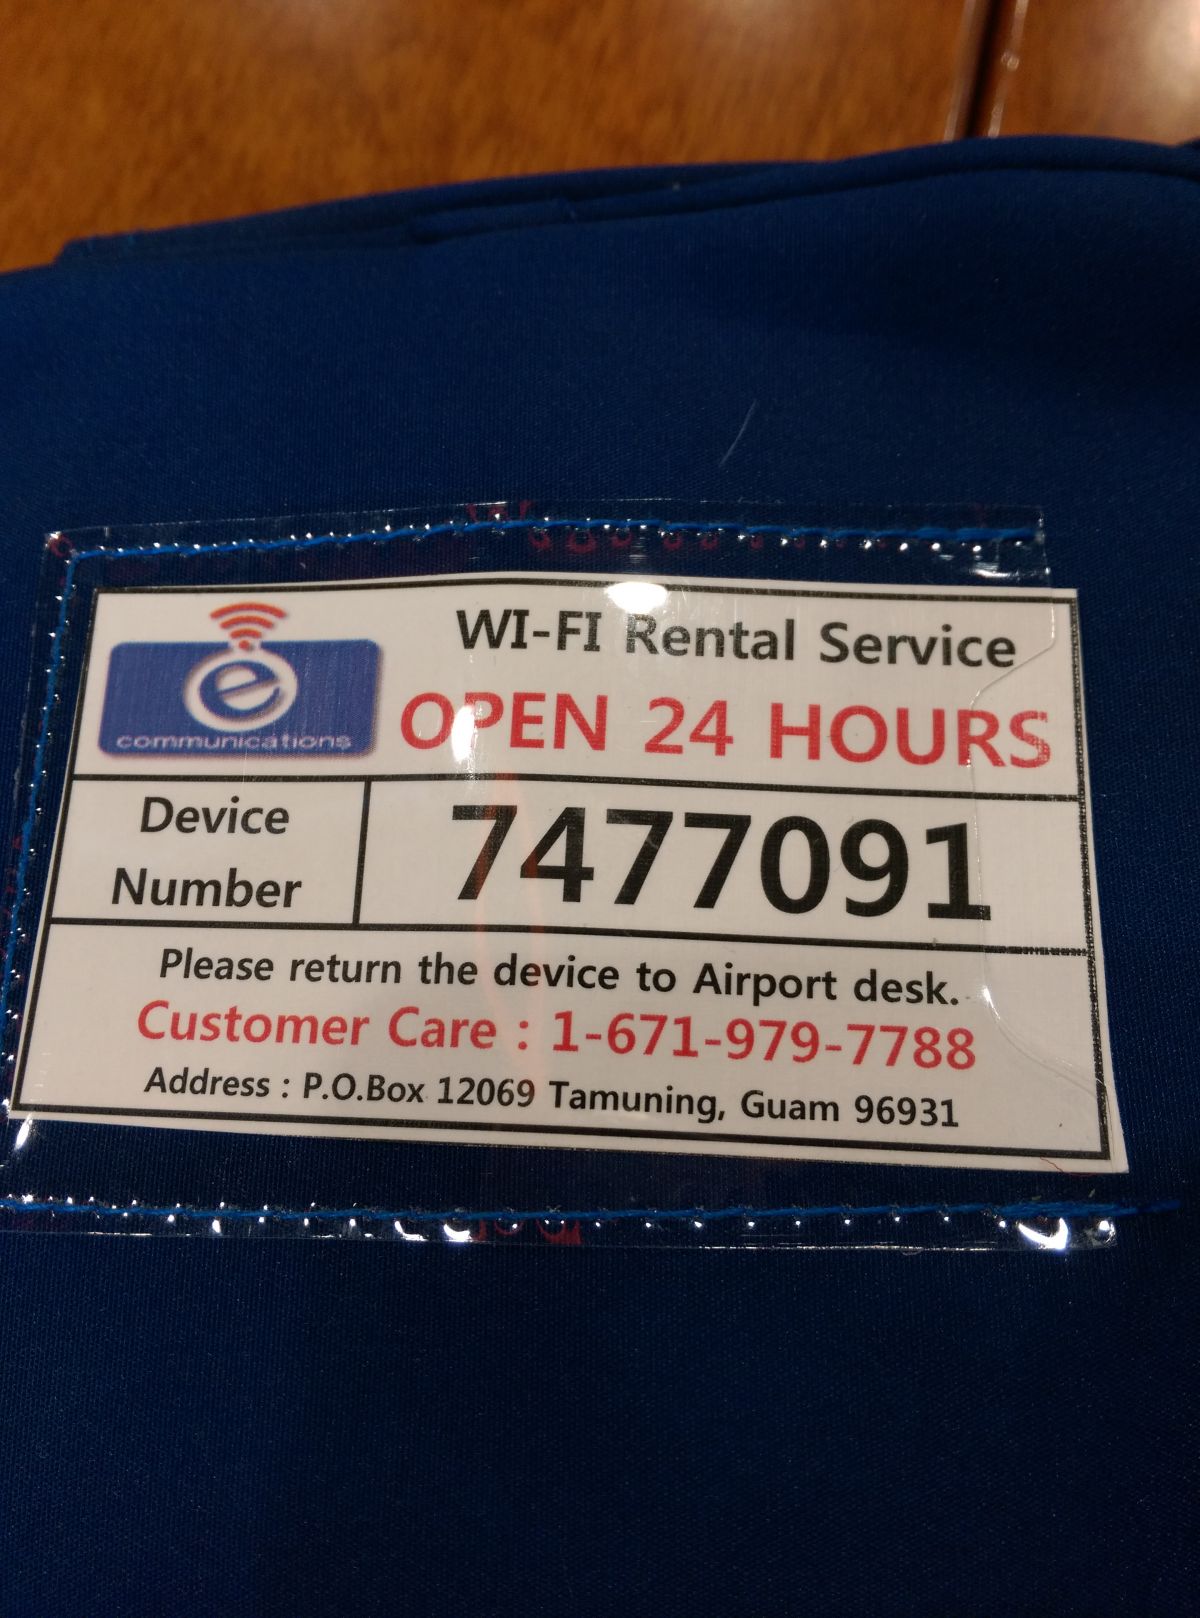 WI-FI Rental Service
e
communications
OPEN 24 HOURS
Device
Number
7477091
Please return the device to Airport desk.
Customer Care : 1-671-979-7788
Address : P.O.Box 12069 Tamuning, Guam 96931